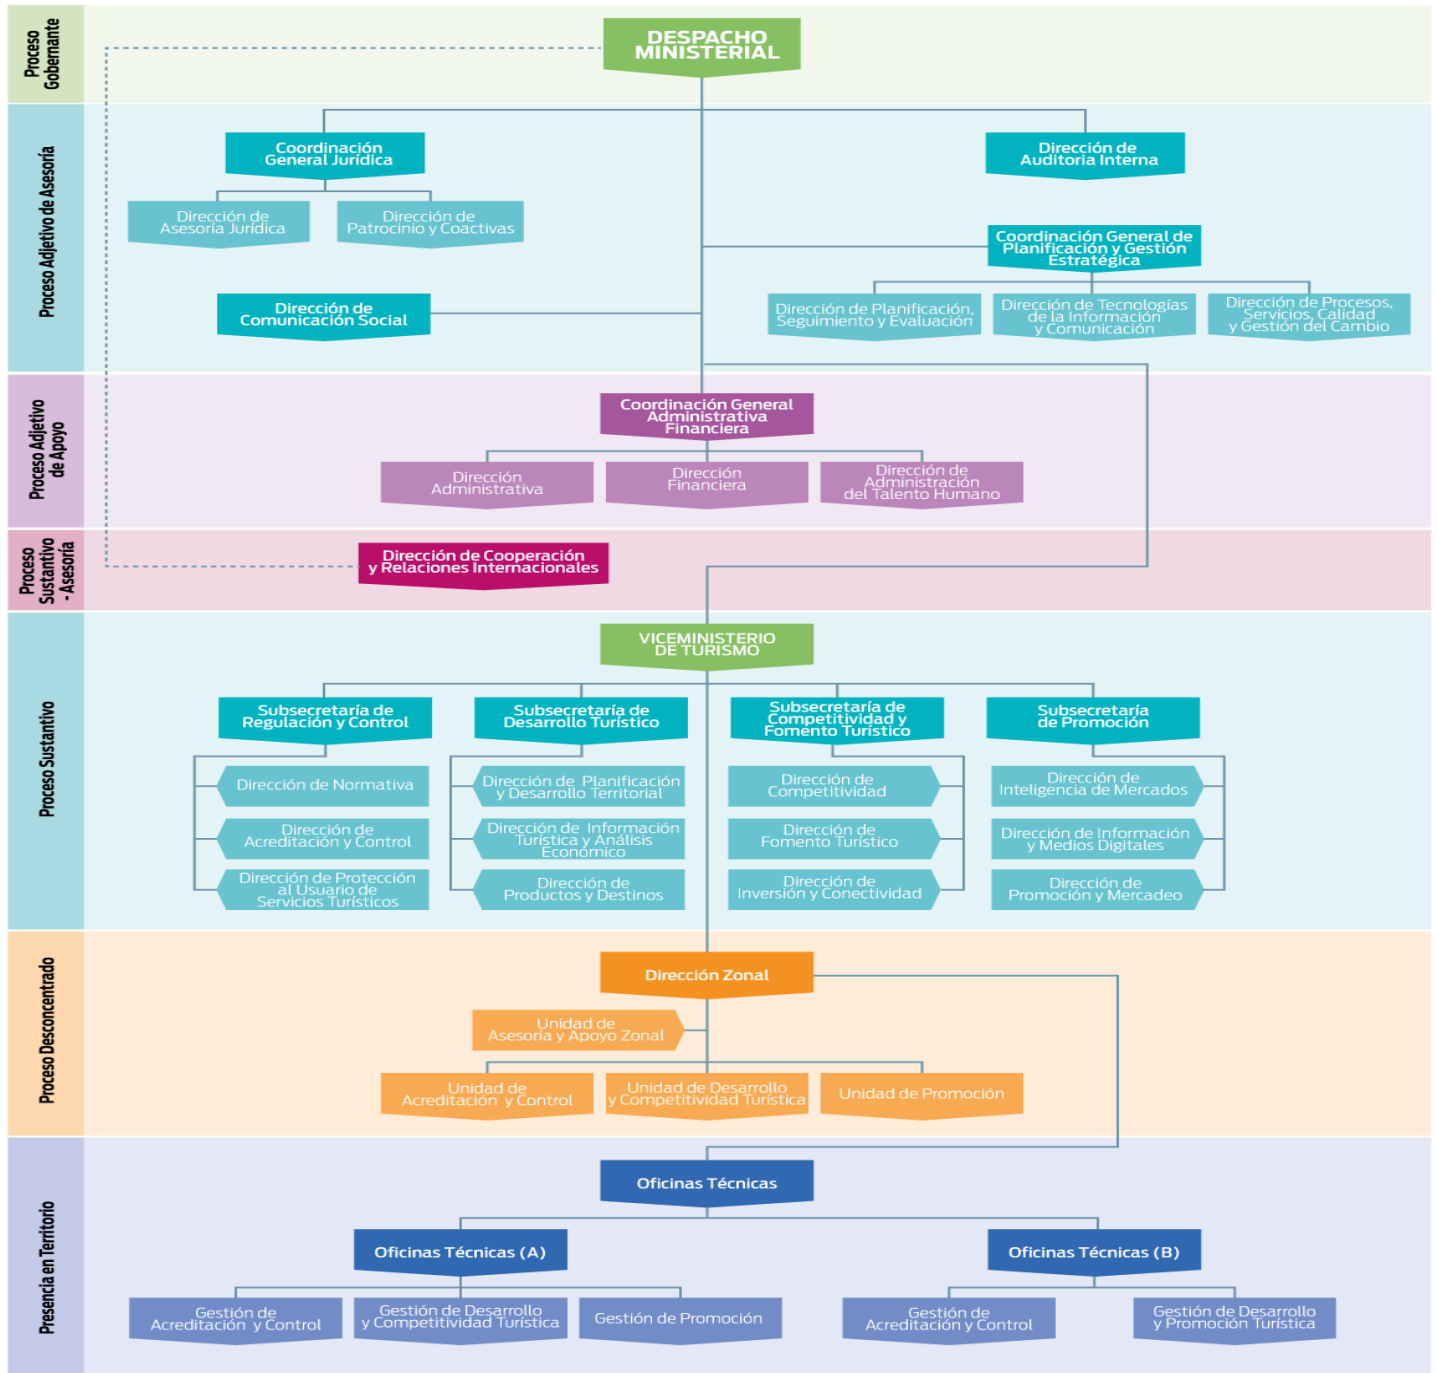 Proceso
Gobernante
DESPACHO
MINISTERIAL
Proceso Adjetivo de Asesoría
Coordinación
General Jurídica
Dirección de
Auditoria Interna
Dirección de
Asesoría Jurídica
Dirección de
Patrocinio y Coactivas
Coordinación General de
Planificación y Gestión
Estratégica
Dirección de
Comunicación Social
Dirección de Planificación,
Seguimiento y Evaluación
Dirección de Tecnologías
de la Información
y Comunicación
Dirección de Procesos,
Servicios, Calidad
y Gestión del Cambio
Proceso Adjetivo
de Apoyo
Coordinación General
Administrativa
Financiera
Dirección
Administrativa
Dirección
Financiera
Dirección de
Administración
del Talento Humano
Proceso
Sustantivo
- Asesoría
Dirección de Cooperación
y Relaciones Internacionales
Proceso Sustantivo
VICEMINISTERIO
DE TURISMO
Subsecretaría de
Regulación y Control
Subsecretaría de
Desarrollo Turístico
Subsecretaría de
Competitividad y
Fomento Turístico
Subsecretaría
de Promoción
Dirección de Normativa
Dirección de Planificación
y Desarrollo Territorial
Dirección de
Competitividad
Dirección de
Inteligencia de Mercados
Dirección de
Acreditación y Control
Dirección de Información
Turística y Análisis
Económico
Dirección de
Fomento Turístico
Dirección de Información
y Medios Digitales
Dirección de Protección
al Usuario de
Servicios Turísticos
Dirección de
Productos y Destinos
Dirección de
Inversión y Conectividad
Dirección de
Promoción y Mercadeo
Proceso Desconcentrado
Dirección Zonal
Unidad de
Asesoría y Apoyo Zonal
Unidad de
Acreditación y Control
Unidad de Desarrollo
y Competitividad Turística
Unidad de Promoción
Presencia en Territorio
Oficinas Técnicas
Oficinas Técnicas (A)
Oficinas Técnicas (B)
Gestión de
Acreditación y Control
Gestión de Desarrollo
y Competitividad Turística
Gestión de Promoción
Gestión de
Acreditación y Control
Gestión de Desarrollo
y Promoción Turística